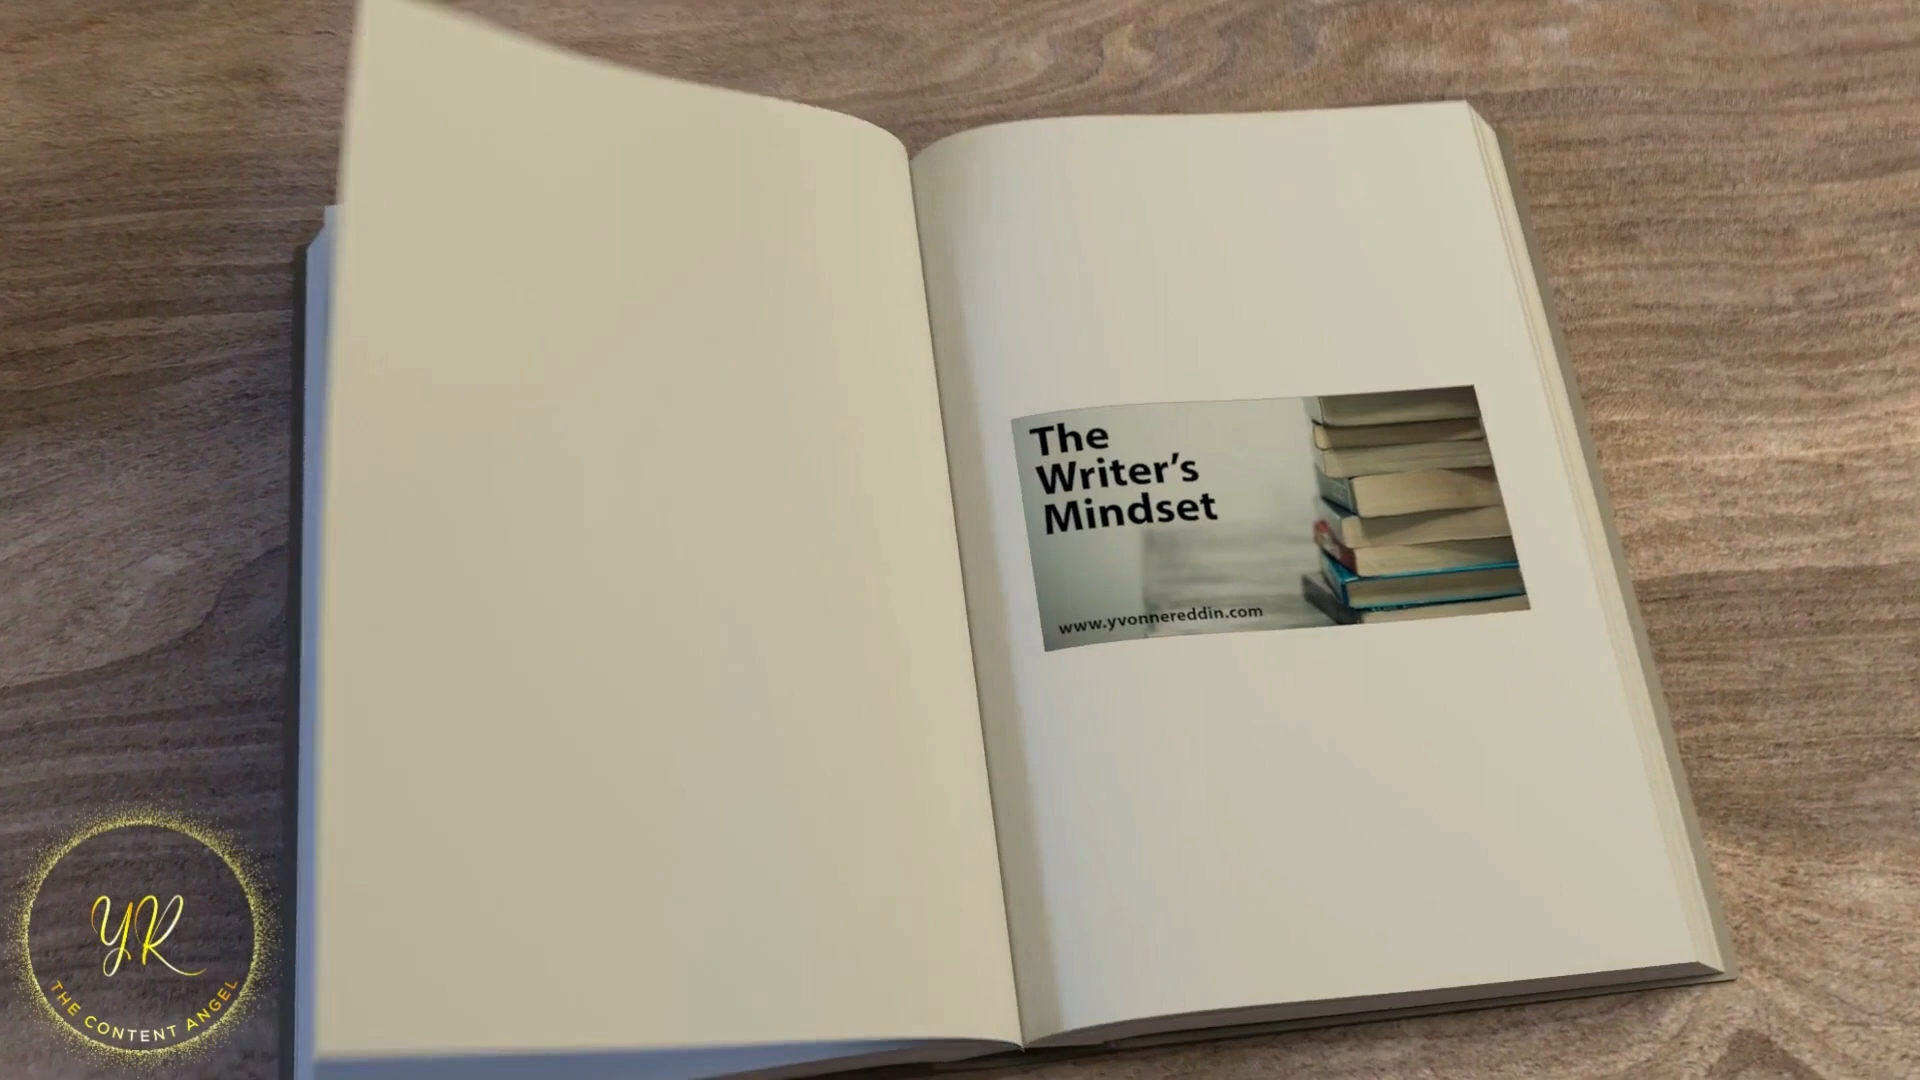 The
Writer's
Mindset
www.yvonnereddin.com
YR
THE CONTENT ANGEL